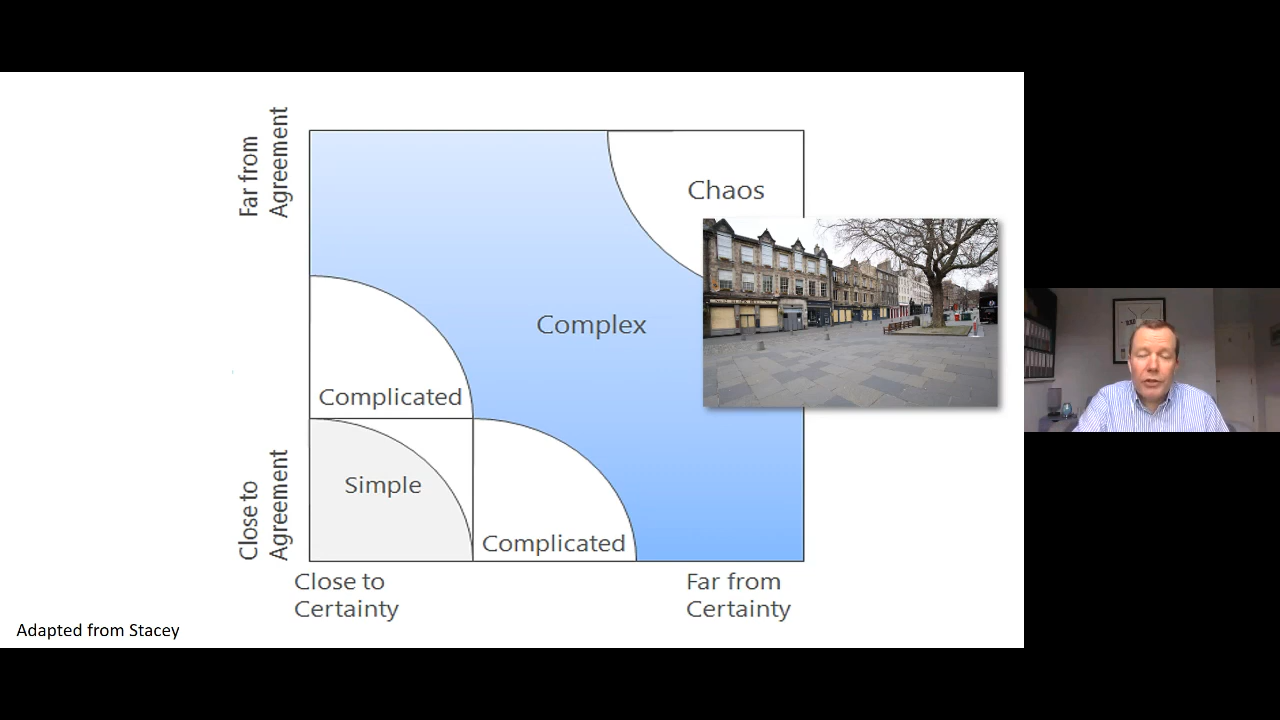 Far from
Agreement
Chaos
Complex
Complicated
Simple
Close to
Agreement
Complicated
Close to
Certainty
Far from
Certainty
Adapted from Stacey